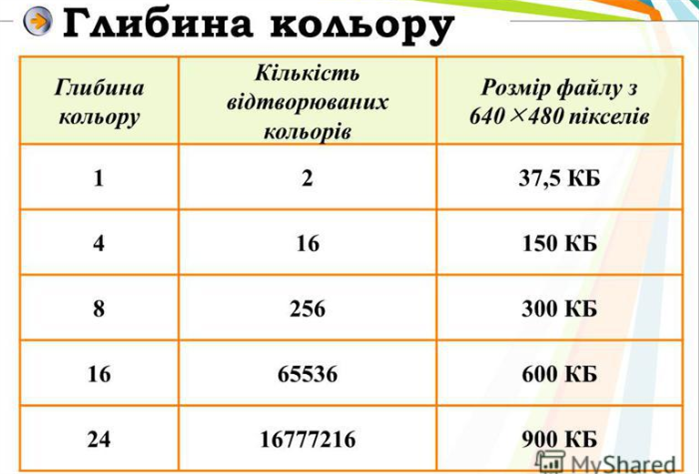 Глибина кольору
Глибина
кольору
Кількість
відтворюваних
кольорів
Розмір файлу з
640×480 пікселів
1 2 37,5 КБ
4 16 150 КБ
8 256 300 КБ
16 65536 600 КБ
24 16777216 900 КБ
MyShared